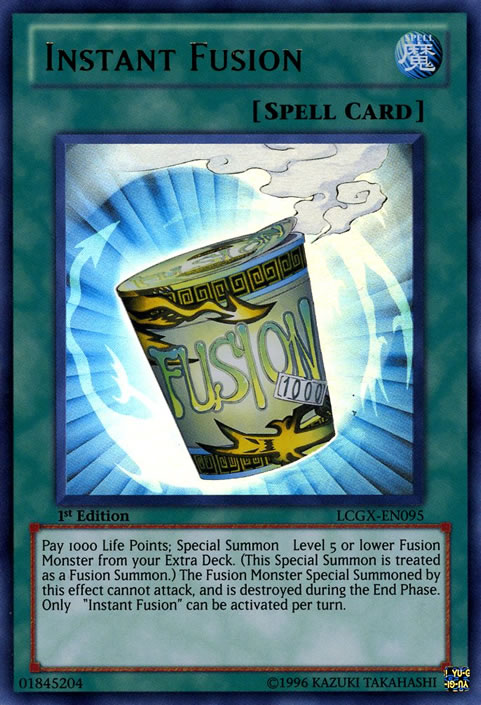 INSTANT FUSION
SPELL
魔
[SPELL CARD]
FUSION
1000
1st Edition
LCGX-EN095
Pay 1000 Life Points; Special Summon Level 5 or lower Fusion
Monster from your Extra Deck. (This Special Summon is treated
as a Fusion Summon.) The Fusion Monster Special Summoned by
this effect cannot attack, and is destroyed during the End Phase.
Only "Instant Fusion" can be activated per turn.
01845204
©1996 KAZUKI TAKAHASHI